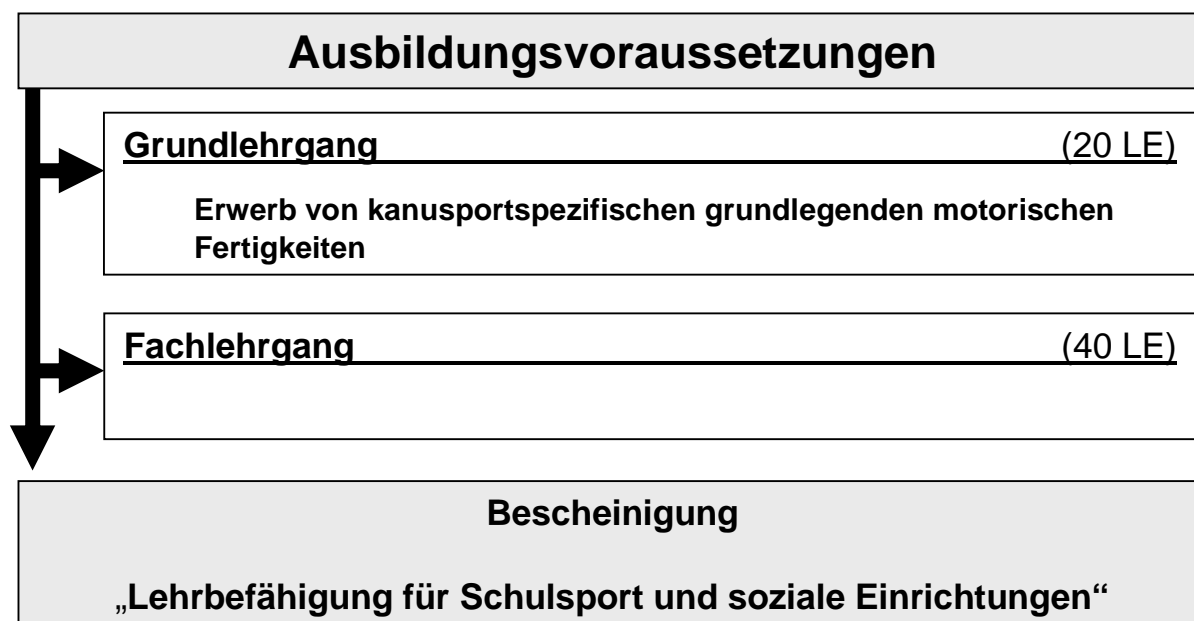 Ausbildungsvoraussetzungen
Grundlehrgang (20 LE)
Erwerb von kanusportspezifischen grundlegenden motorischen
Fertigkeiten
Fachlehrgang (40 LE)
Bescheinigung
„Lehrbefähigung für Schulsport und soziale Einrichtungen“